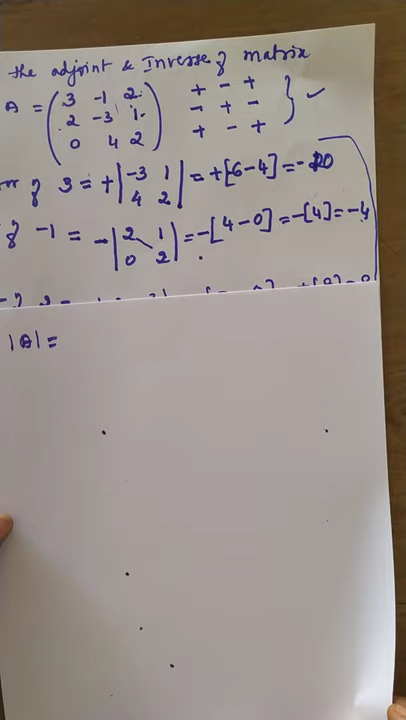 the adjoint & Inverse of matrix
A = (3 -1 2 + - +
2 -3 1 - + -
0 4 2) + - + } ✓
of 3 = + |-3 1 4 2| = +[-6-4] = -10
of -1 = -|2 1 0 2| = -[4-0] = -[4] = -4
|A| =